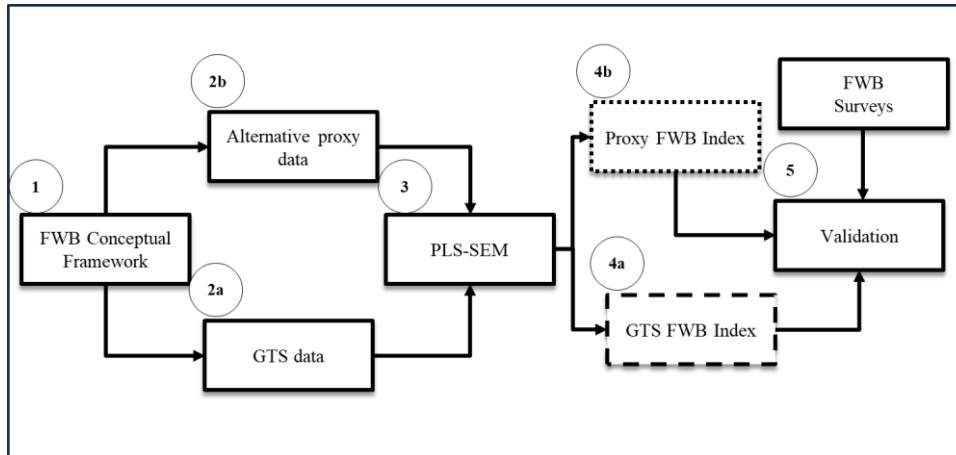 4b
FWB
Surveys
2b
Alternative proxy
data
Proxy FWB Index
1
3
5
FWB Conceptual
Framework
PLS-SEM
Validation
2a
4a
GTS data
GTS FWB Index